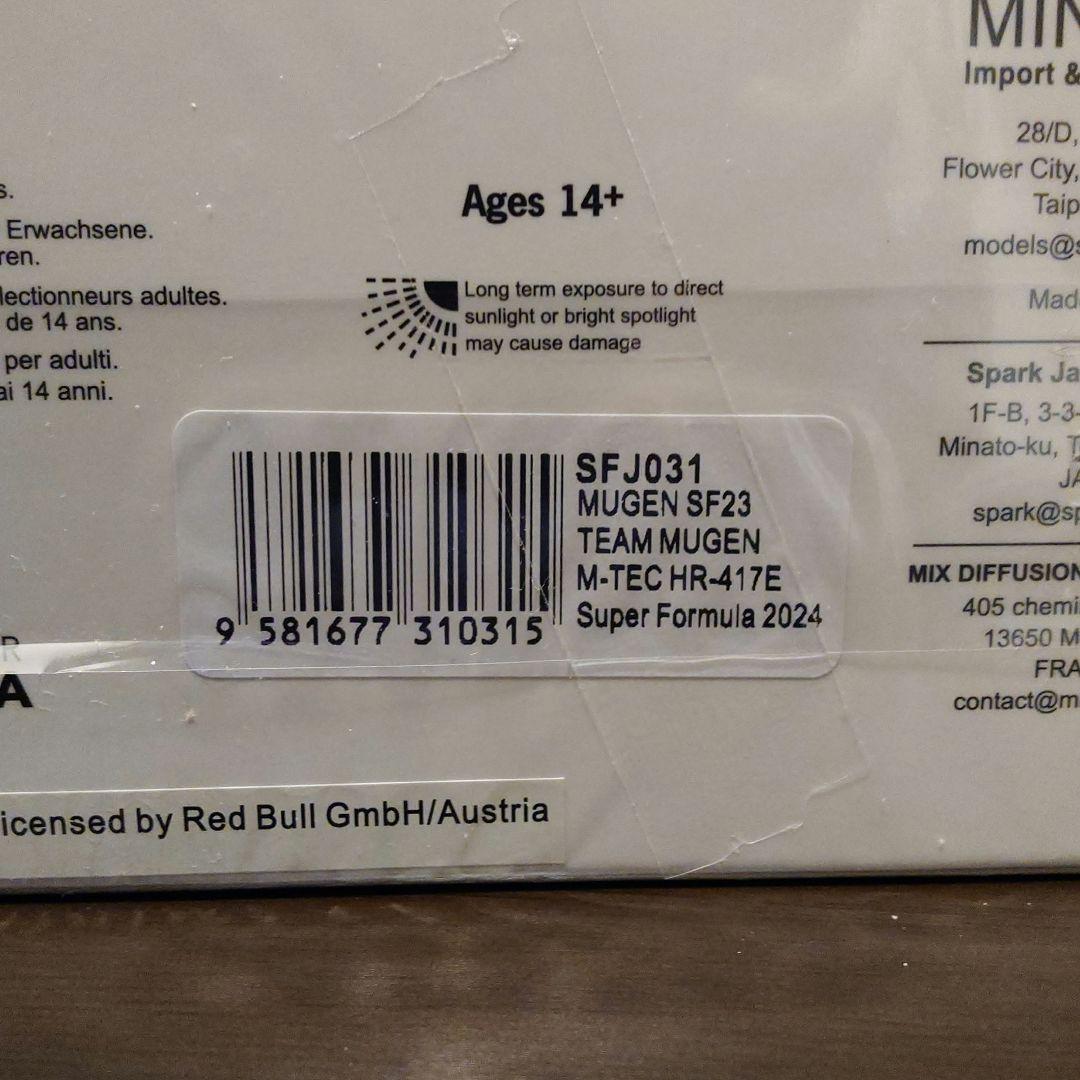 s.
Erwachsene.
ren.
lectionneurs adultes.
de 14 ans.
per adulti.
ai 14 anni.
R
A
Ages 14+
Long term exposure to direct
sunlight or bright spotlight
may cause damage
SFJ031
MUGEN SF23
TEAM MUGEN
M-TEC HR-417E
Super Formula 2024
9 581677 310315
icensed by Red Bull GmbH/Austria
MIN
Import &
28/D,
Flower City,
Taip
models@s
Mad
Spark Ja
1F-B, 3-3-
Minato-ku, T
JA
spark@sp
MIX DIFFUSION
405 chemi
13650 M
FRA
contact@m